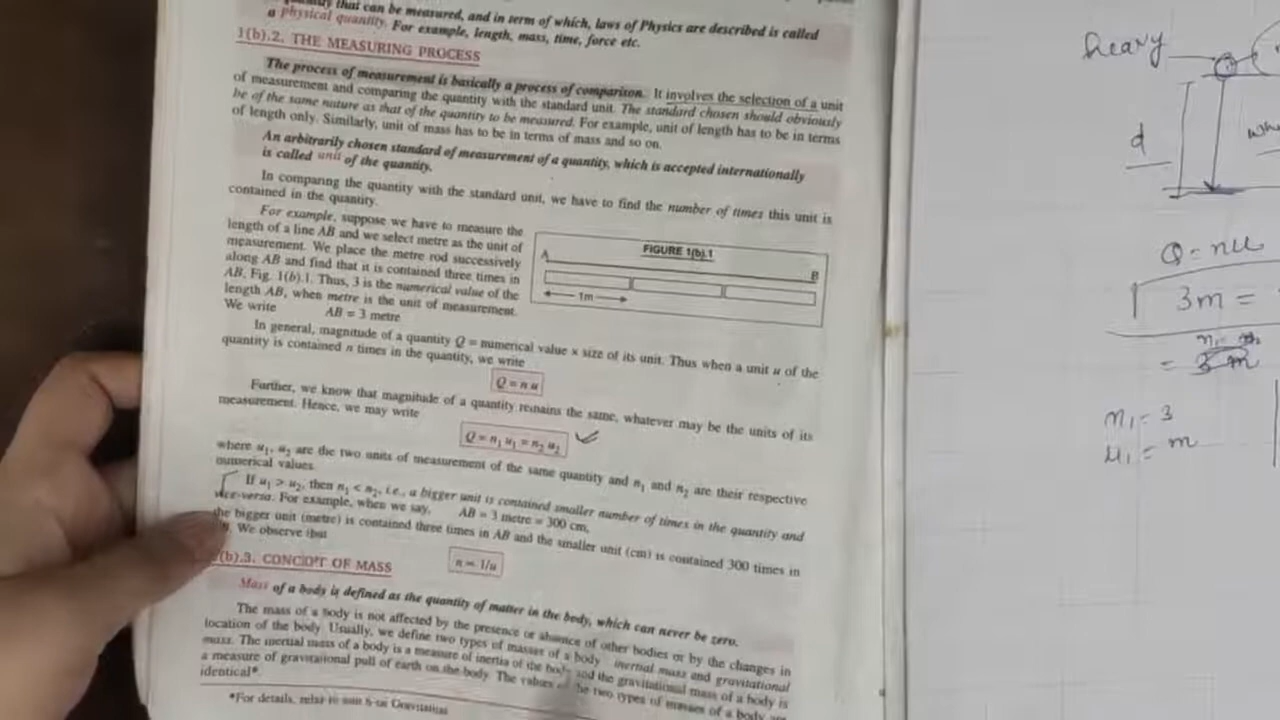 that can be measured, and in term of which, laws of Physics are described is called
a physical quantity. For example, length, mass, time, force etc.
1(b).2. THE MEASURING PROCESS
The process of measurement is basically a process of comparison. It involves the selection of a unit
of measurement and comparing the quantity with the standard unit. The standard chosen should obviously
be of the same nature as that of the quantity to be measured. For example, unit of length has to be in terms
of length only. Similarly, unit of mass has to be in terms of mass and so on.
An arbitrarily chosen standard of measurement of a quantity, which is accepted internationally
is called unit of the quantity.
In comparing the quantity with the standard unit, we have to find the number of times this unit is
contained in the quantity.
For example, suppose we have to measure the
length of a line AB and we select metre as the unit of
measurement. We place the metre rod successively
along AB and find that it is contained three times in
AB, Fig. 1(b).1. Thus, 3 is the numerical value of the
length AB, when metre is the unit of measurement.
We write AB = 3 metre
FIGURE 1(b).1
A
B
1m
In general, magnitude of a quantity Q = numerical value × size of its unit. Thus when a unit u of the
quantity is contained n times in the quantity, we write
Q = n u
Further, we know that magnitude of a quantity remains the same, whatever may be the units of its
measurement. Hence, we may write
Q = n₁ u₁ = n₂ u₂
where u₁, u₂ are the two units of measurement of the same quantity and n₁ and n₂ are their respective
numerical values.
If u₁ > u₂, then n₁ < n₂, i.e., a bigger unit is contained smaller number of times in the quantity and
vice-versa. For example, when we say, AB = 3 metre = 300 cm,
the bigger unit (metre) is contained three times in AB and the smaller unit (cm) is contained 300 times in
We observe that
n = 1/u
(b).3. CONCEPT OF MASS
Mass of a body is defined as the quantity of matter in the body, which can never be zero.
The mass of a body is not affected by the presence or absence of other bodies or by the changes in
location of the body. Usually, we define two types of masses of a body inertial mass and gravitational
mass. The inertial mass of a body is a measure of inertia of the body and the gravitational mass of a body is
a measure of gravitational pull of earth on the body. The values two types of masses of a body are
identical*.
*For details, refer to unit Gravitation
heavy
d
Q = nu
3m =
= 3 m
n₁ = 3
u₁ = m